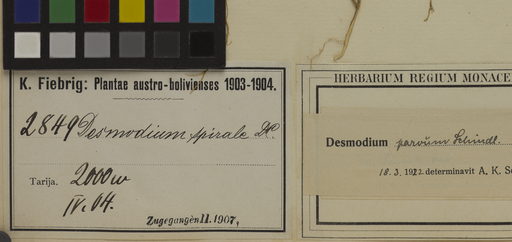 K. Fiebrig: Plantae austro-bolivienses 1903-1904.
2849 Desmodium spirale DC.
Tarija. 2000 m
IV. 04.
Zugegangen 11. 1907,
HERBARIUM REGIUM MONACE
Desmodium parvum Schindl.
18. 3. 1922 determinavit A. K. Sc